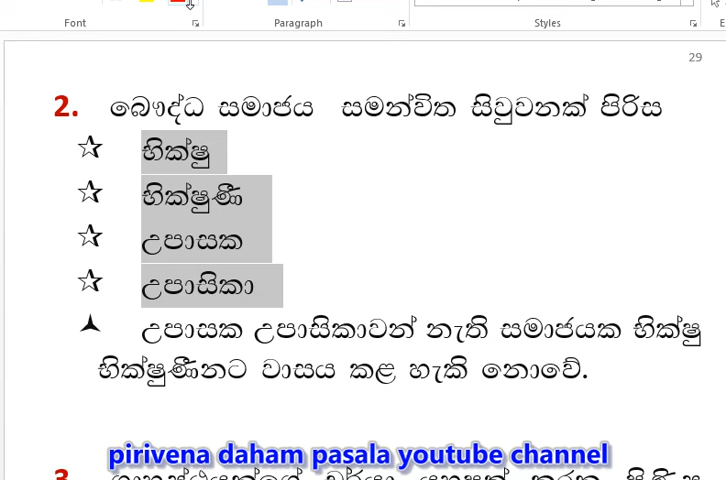 Font Paragraph Styles
29
2. බෞද්ධ සමාජය සමන්විත සිවුවනක් පිරිස
☆ භික්ෂු
☆ භික්ෂුණී
☆ උපාසක
☆ උපාසිකා
උපාසක උපාසිකාවන් නැති සමාජයක භික්ෂු
භික්ෂුණීනට වාසය කළ හැකි නොවේ.
pirivena daham pasala youtube channel
3.